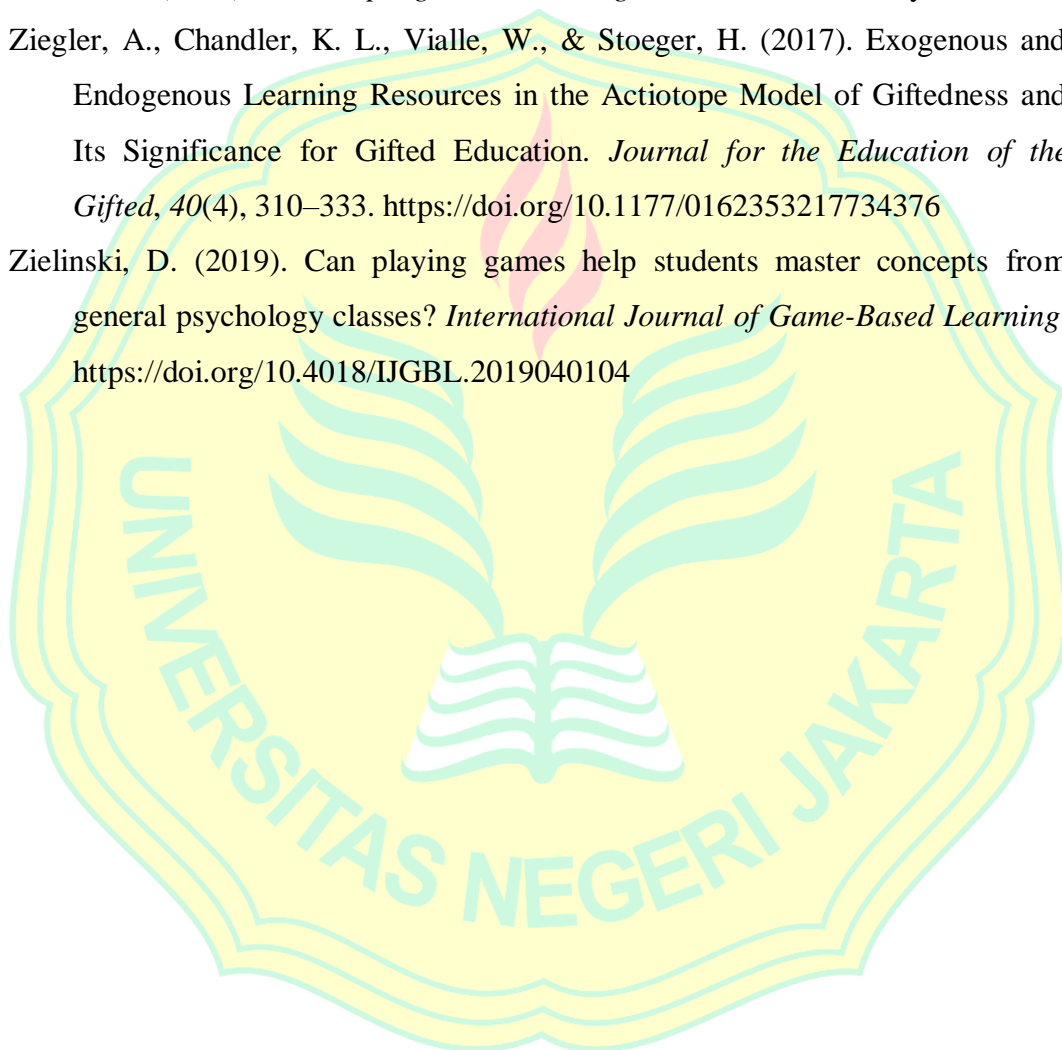 Ziegler, A., Chandler, K. L., Vialle, W., & Stoeger, H. (2017). Exogenous and
Endogenous Learning Resources in the Actiotope Model of Giftedness and
Its Significance for Gifted Education. Journal for the Education of the
Gifted, 40(4), 310–333. https://doi.org/10.1177/0162353217734376
Zielinski, D. (2019). Can playing games help students master concepts from
general psychology classes? International Journal of Game-Based Learning
https://doi.org/10.4018/IJGBL.2019040104
UNIVERSITAS NEGERI JAKARTA